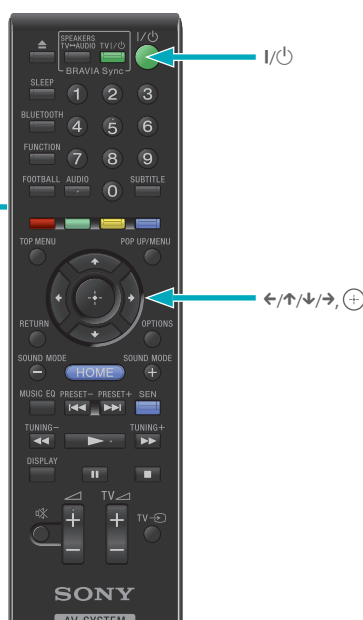 SPEAKERS
TV↔AUDIO TV I/⏻ I/⏻
BRAVIA Sync
I/⏻
SLEEP
1 2 3
BLUETOOTH
4 5 6
FUNCTION
7 8 9
FOOTBALL AUDIO SUBTITLE
0
TOP MENU POP UP/MENU
←/↑/↓/→, ⊕
RETURN OPTIONS
SOUND MODE SOUND MODE
– HOME +
MUSIC EQ PRESET– PRESET+ SEN
TUNING– TUNING+
DISPLAY
TV
+ + TV
– –
SONY
AV SYSTEM